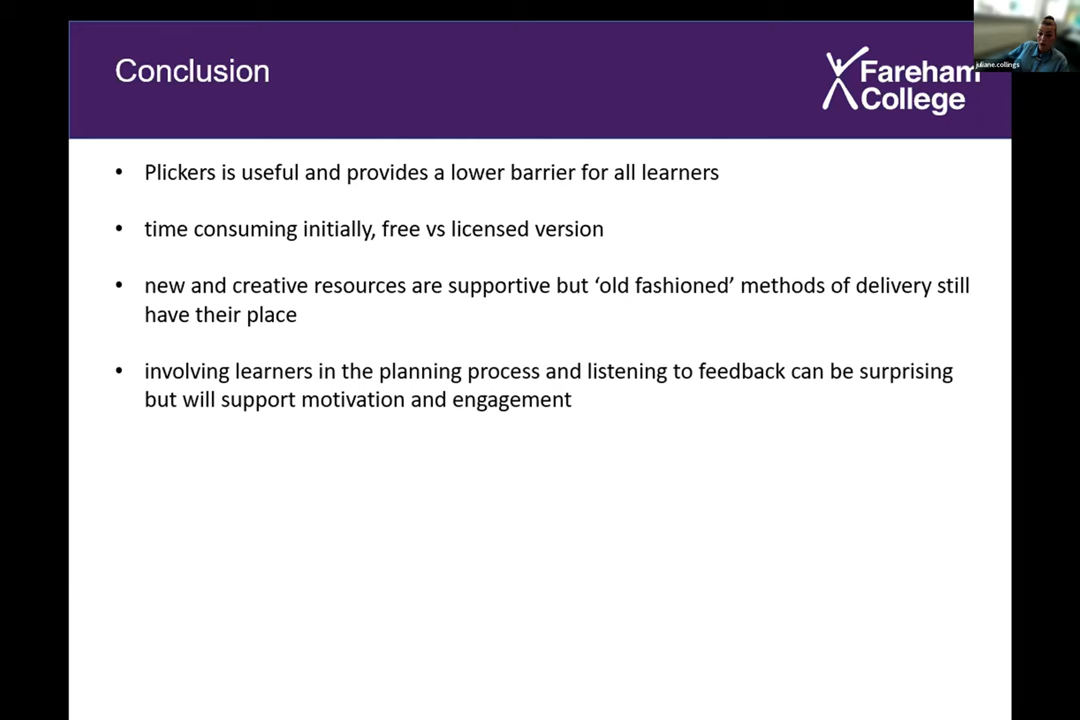 Conclusion
Fareham
College
juliane.collings
• Plickers is useful and provides a lower barrier for all learners
• time consuming initially, free vs licensed version
• new and creative resources are supportive but ‘old fashioned’ methods of delivery still
have their place
• involving learners in the planning process and listening to feedback can be surprising
but will support motivation and engagement